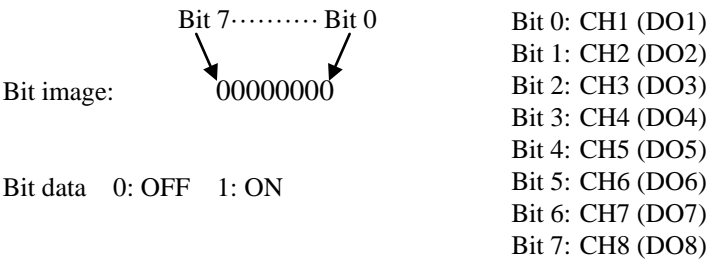 Bit 7·········· Bit 0
Bit image: 00000000
Bit data 0: OFF 1: ON
Bit 0: CH1 (DO1)
Bit 1: CH2 (DO2)
Bit 2: CH3 (DO3)
Bit 3: CH4 (DO4)
Bit 4: CH5 (DO5)
Bit 5: CH6 (DO6)
Bit 6: CH7 (DO7)
Bit 7: CH8 (DO8)